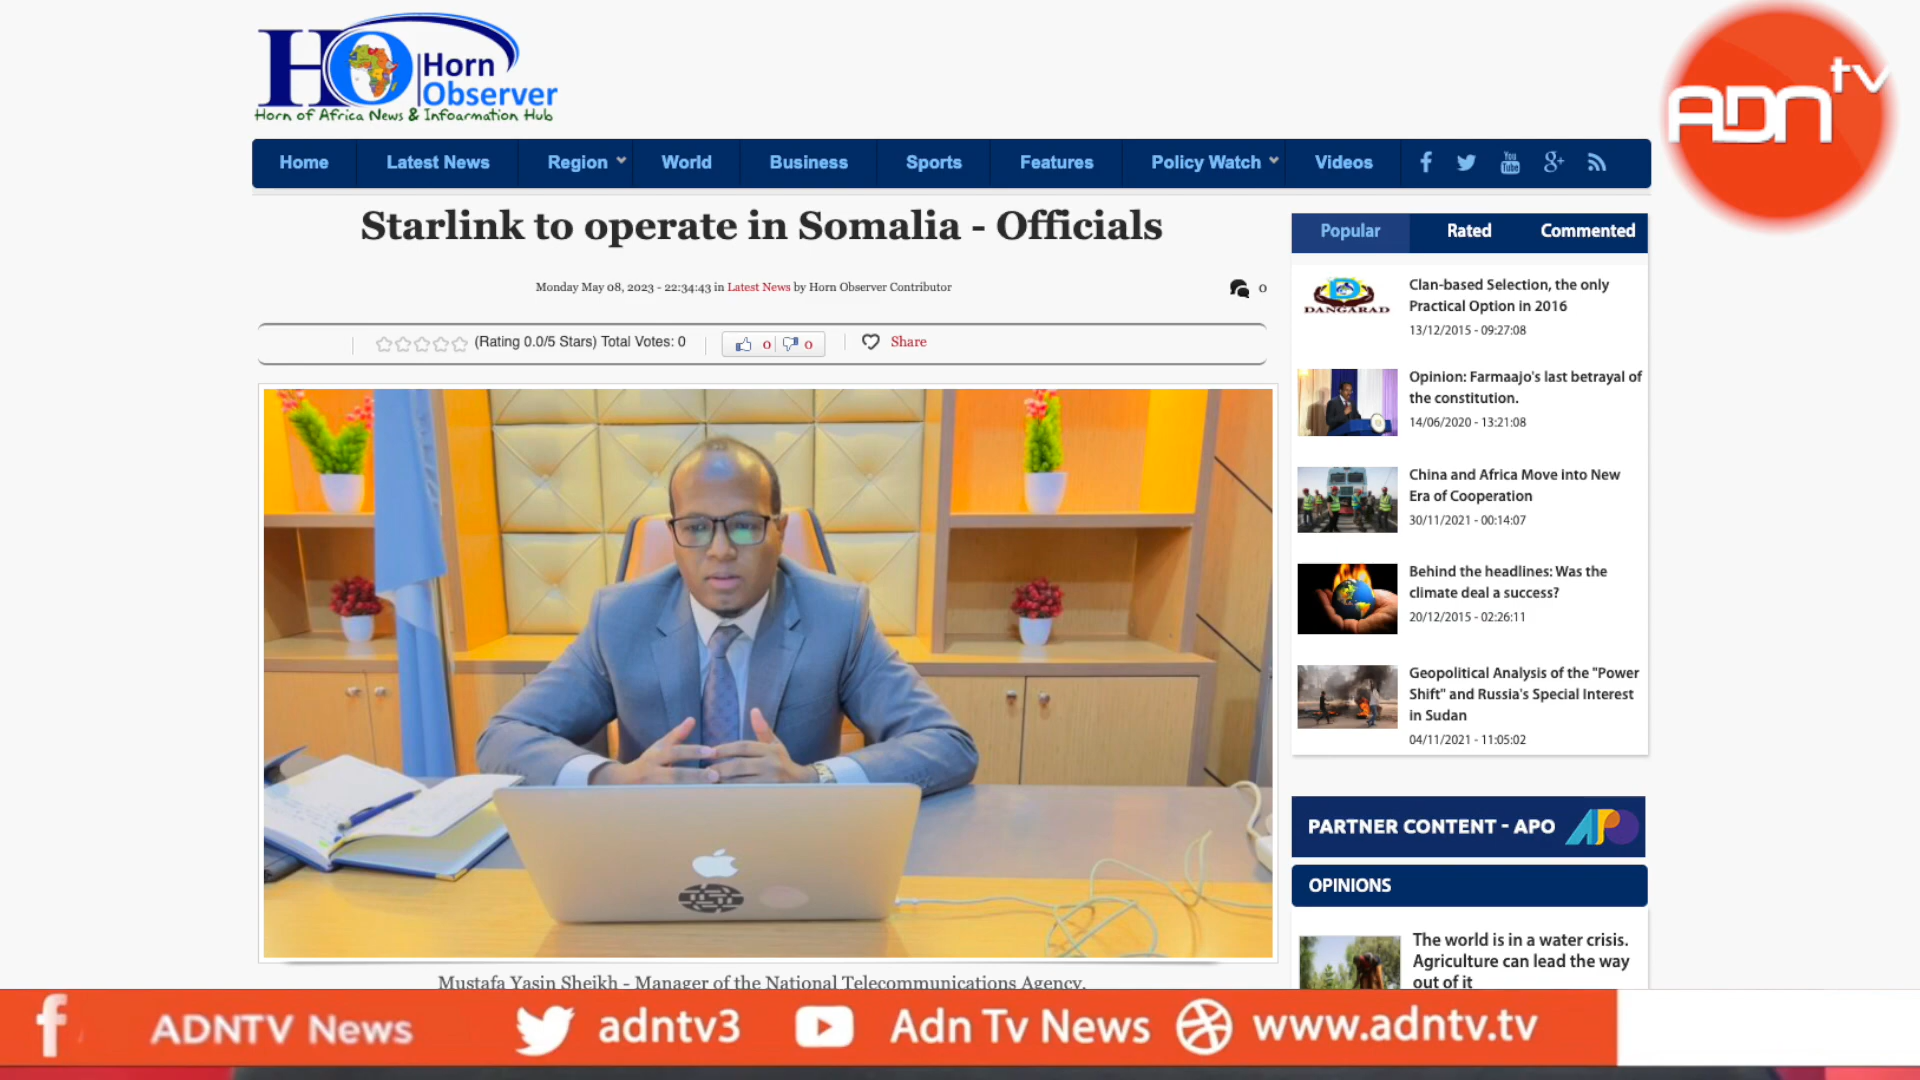 HO Horn
Observer
Horn of Africa News & Infoarmation Hub
ADN tv
Home Latest News Region World Business Sports Features Policy Watch Videos
Starlink to operate in Somalia - Officials
Monday May 08, 2023 - 22:34:43 in Latest News by Horn Observer Contributor
0
(Rating 0.0/5 Stars) Total Votes: 0
0 0
Share
Mustafa Yasin Sheikh - Manager of the National Telecommunications Agency.
Popular Rated Commented
DANGARAD
Clan-based Selection, the only
Practical Option in 2016
13/12/2015 - 09:27:08
Opinion: Farmaajo's last betrayal of
the constitution.
14/06/2020 - 13:21:08
China and Africa Move into New
Era of Cooperation
30/11/2021 - 00:14:07
Behind the headlines: Was the
climate deal a success?
20/12/2015 - 02:26:11
Geopolitical Analysis of the "Power
Shift" and Russia's Special Interest
in Sudan
04/11/2021 - 11:05:02
PARTNER CONTENT - APO
OPINIONS
The world is in a water crisis.
Agriculture can lead the way
out of it
ADNTV News adntv3 Adn Tv News www.adntv.tv